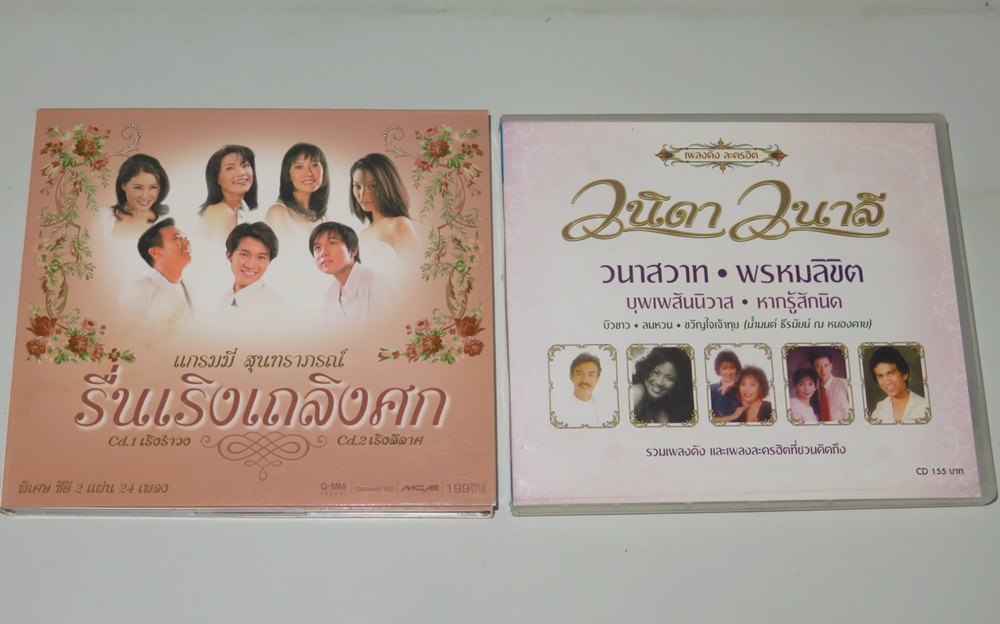 แกรมมี่ สุนทราภรณ์
รื่นเริงเถลิงศก
Cd.1 เริงรำวง
Cd.2 เริงลีลาศ
พิเศษ ซีดี 2 แผ่น 24 เพลง
G-MM'
GRAMMY BIG
MGA
199 บาท
เพลงดัง ละครฮิต
วนิดา วนาลี
วนาสวาท • พรหมลิขิต
บุพเพสันนิวาส • หากรู้สักนิด
บัวขาว • ลมหวน • ขวัญใจเจ้าทุย (น้ำมนต์ ธีรนัยน์ ณ หนองคาย)
รวมเพลงดัง และเพลงละครฮิตที่ชวนคิดถึง
CD 155 บาท